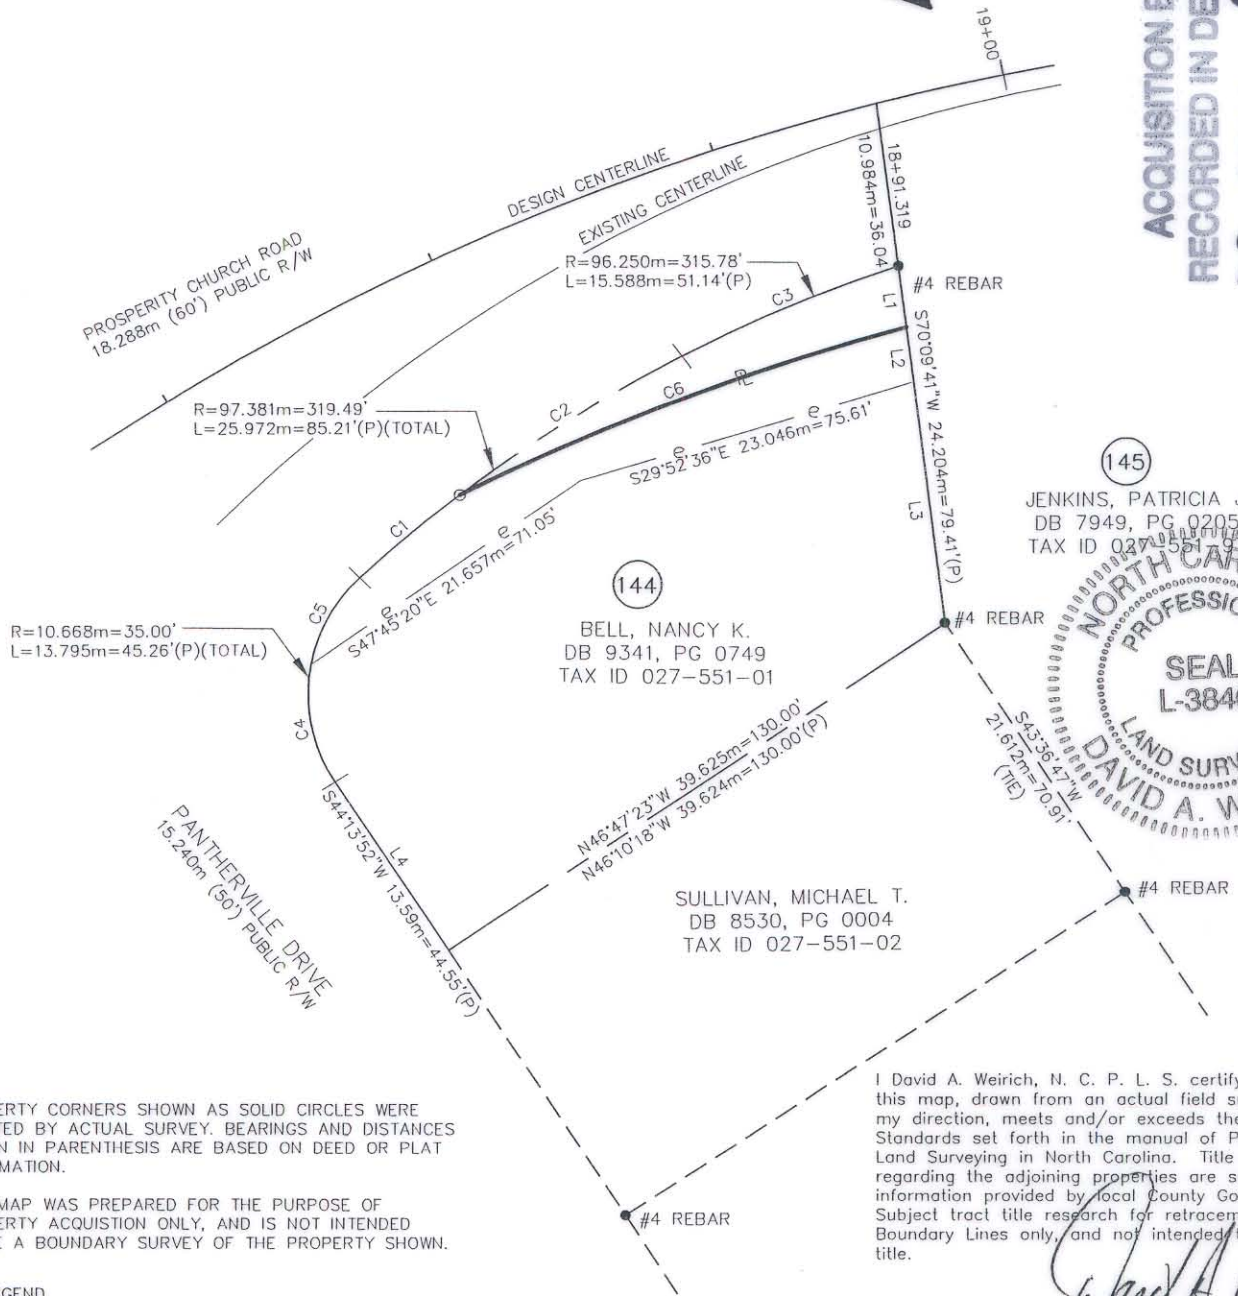 19+00
ACQUISITION
RECORDED IN DE
DESIGN CENTERLINE
EXISTING CENTERLINE
18+91.319
10.984m=36.04
PROSPERITY CHURCH ROAD
18.288m (60') PUBLIC R/W
R=96.250m=315.78'
L=15.588m=51.14'(P)
#4 REBAR
C3
L1
C6
L2
C2
R=97.381m=319.49'
L=25.972m=85.21'(P)(TOTAL)
e
e
S29°52'36"E 23.046m=75.61'
S70°09'41"W 24.204m=79.41'(P)
L3
C1
e
e
S47°45'20"E 21.657m=71.05'
145
JENKINS, PATRICIA
DB 7949, PG 0205
TAX ID 027-551-9
C5
R=10.668m=35.00'
L=13.795m=45.26'(P)(TOTAL)
144
BELL, NANCY K.
DB 9341, PG 0749
TAX ID 027-551-01
#4 REBAR
NORTH CAR
PROFESSIO
SEAL
L-384
LAND SURV
DAVID A. W
C4
S43°36'47"W
21.612m=70.91'
(TIE)
N46°47'23"W 39.625m=130.00'
N46°10'18"W 39.624m=130.00'(P)
L4
S44°13'52"W 13.59m=44.55'(P)
PANTHERVILLE DRIVE
15.240m (50') PUBLIC R/W
#4 REBAR
SULLIVAN, MICHAEL T.
DB 8530, PG 0004
TAX ID 027-551-02
ERTY CORNERS SHOWN AS SOLID CIRCLES WERE
TED BY ACTUAL SURVEY. BEARINGS AND DISTANCES
N IN PARENTHESIS ARE BASED ON DEED OR PLAT
MATION.
MAP WAS PREPARED FOR THE PURPOSE OF
ERTY ACQUISTION ONLY, AND IS NOT INTENDED
E A BOUNDARY SURVEY OF THE PROPERTY SHOWN.
GEND
#4 REBAR
I David A. Weirich, N. C. P. L. S. certify
this map, drawn from an actual field s
my direction, meets and/or exceeds the
Standards set forth in the manual of P
Land Surveying in North Carolina. Title
regarding the adjoining properties are s
information provided by local County Go
Subject tract title research for retracem
Boundary Lines only, and not intended t
title.